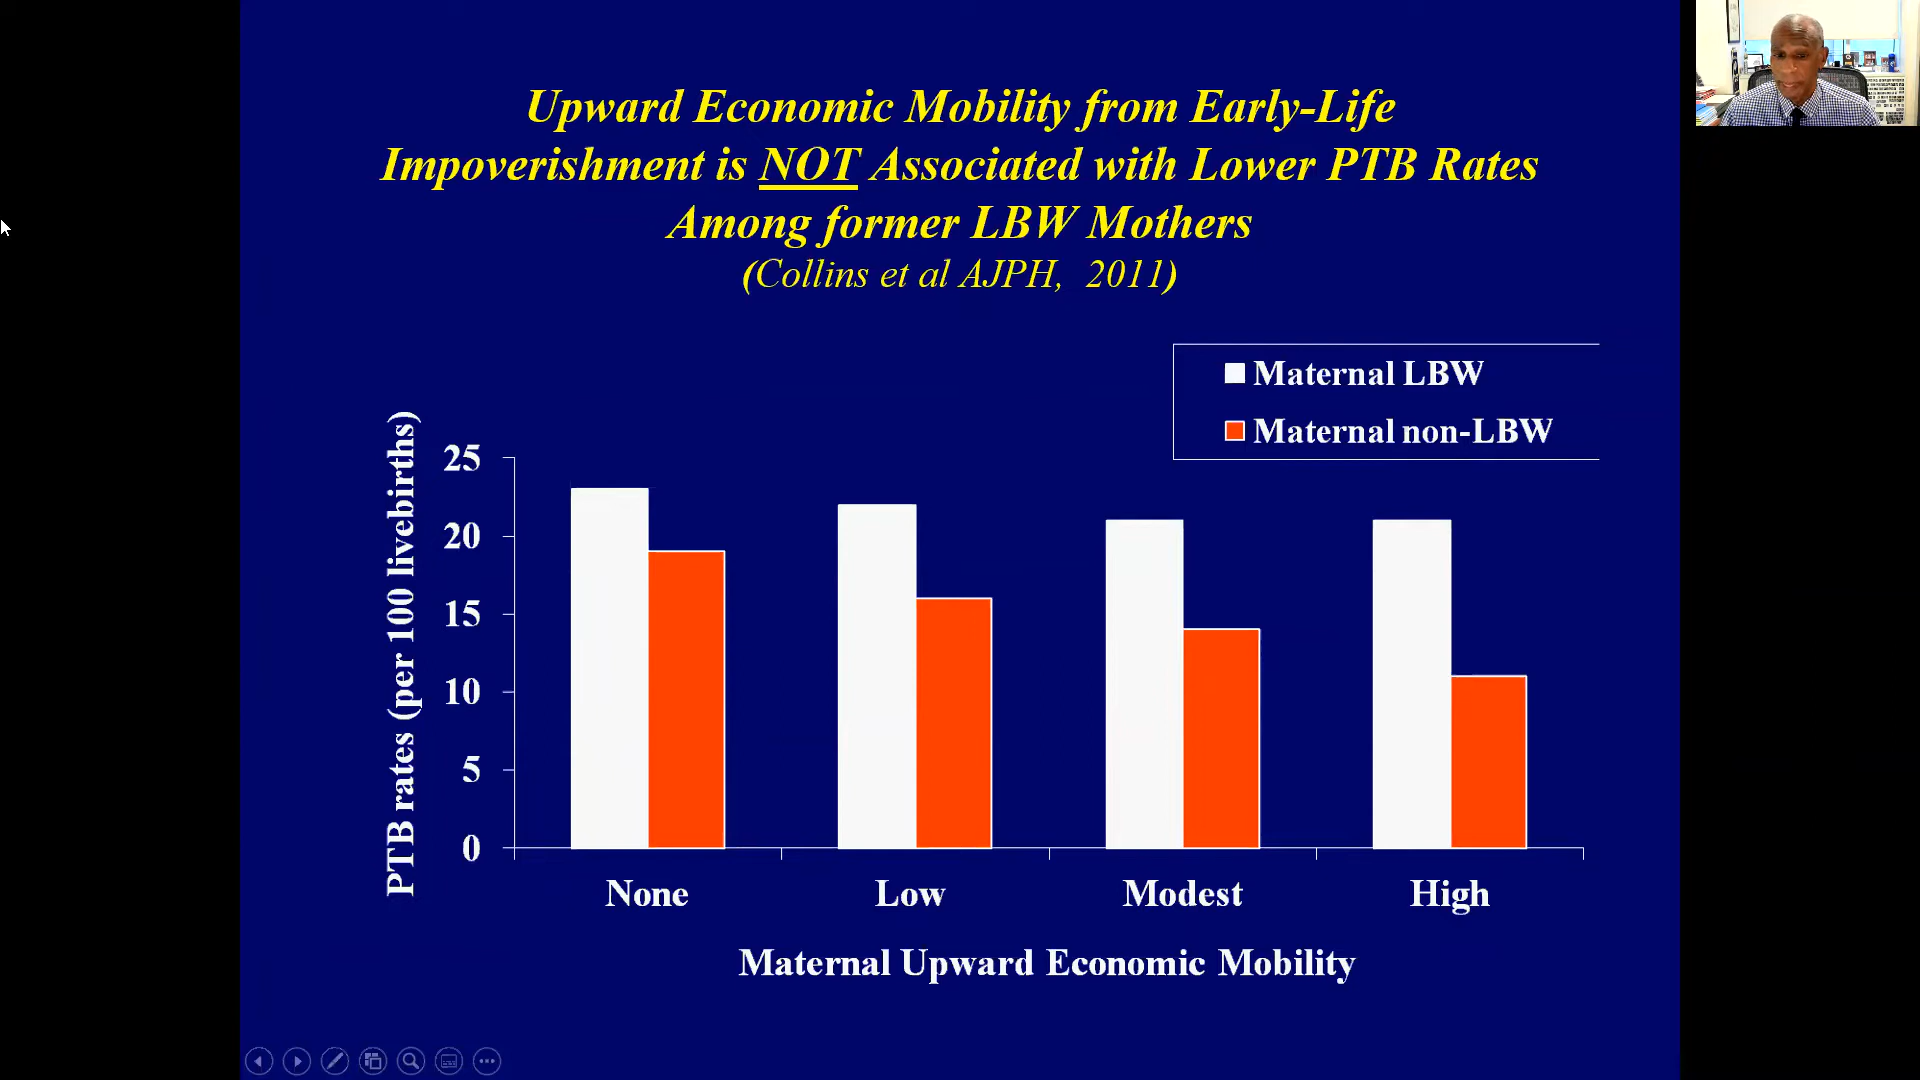 Upward Economic Mobility from Early-Life
Impoverishment is NOT Associated with Lower PTB Rates
Among former LBW Mothers
(Collins et al AJPH, 2011)
Maternal LBW
Maternal non-LBW
PTB rates (per 100 livebirths)
25
20
15
10
5
0
None Low Modest High
Maternal Upward Economic Mobility